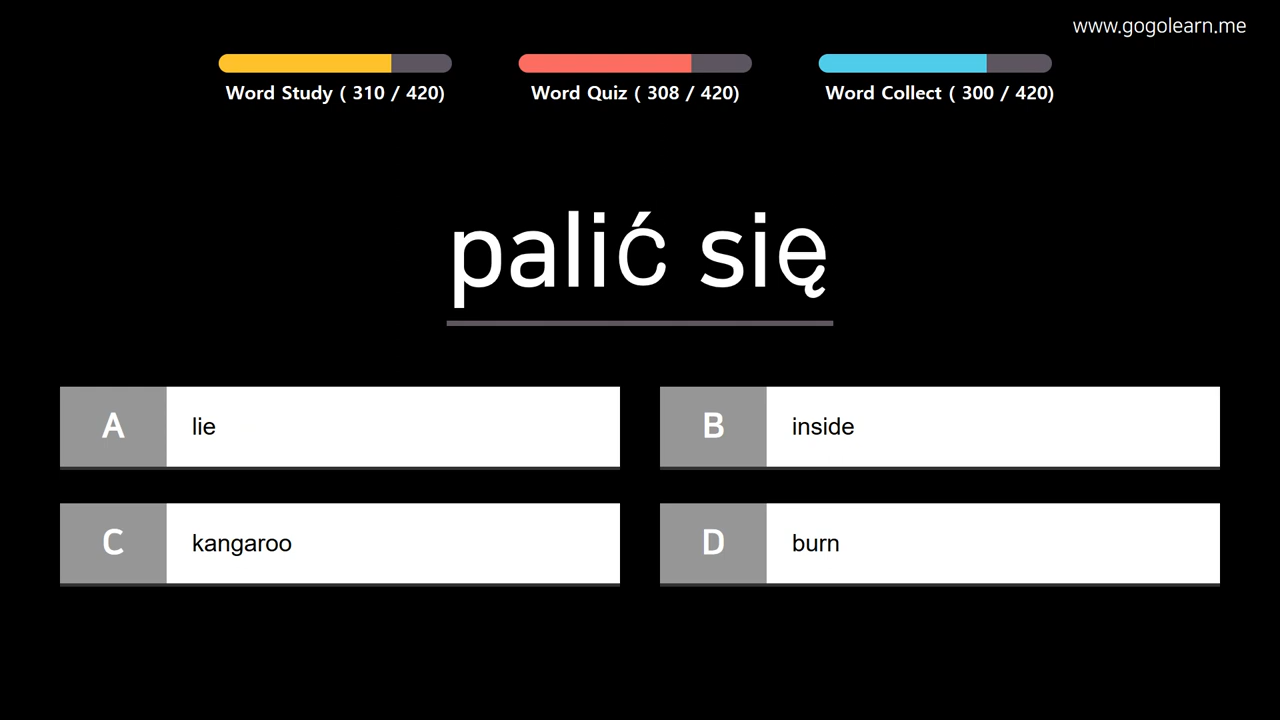 www.gogolearn.me
Word Study ( 310 / 420)
Word Quiz ( 308 / 420)
Word Collect ( 300 / 420)
palić się
A lie
B inside
C kangaroo
D burn